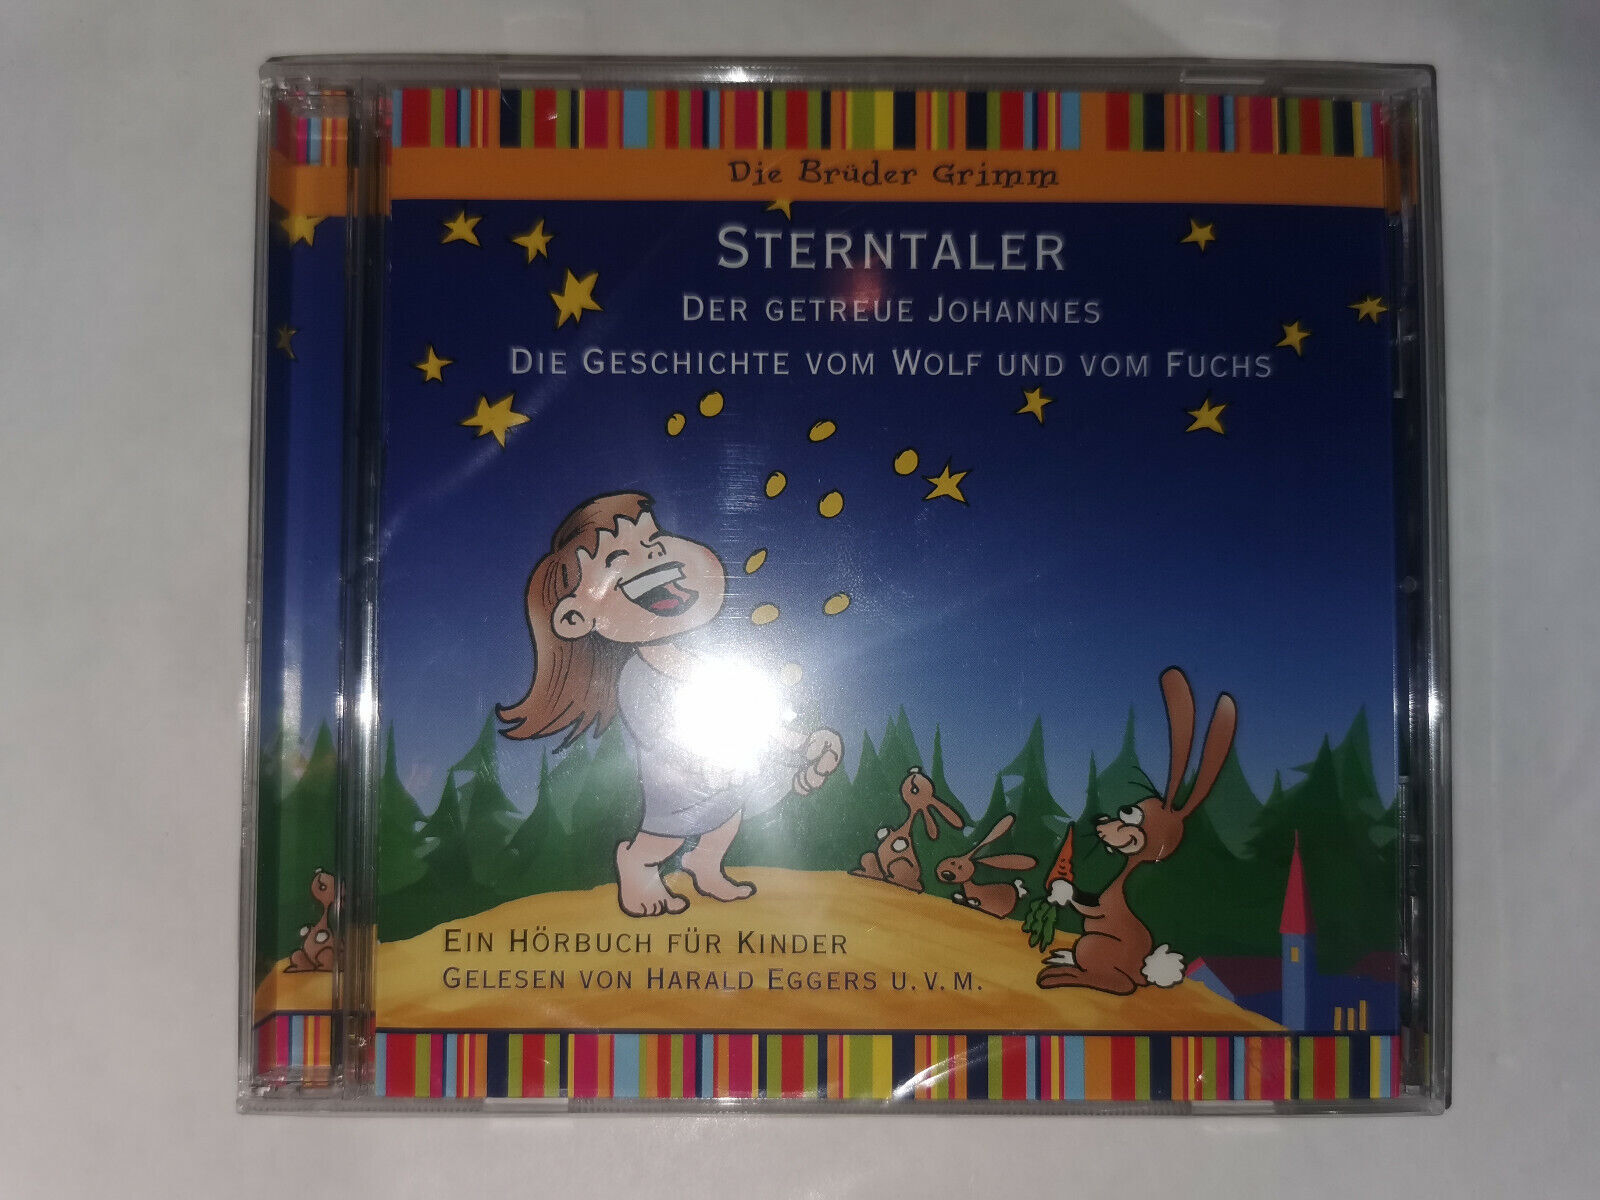 Die Brüder Grimm
STERNTALER
DER GETREUE JOHANNES
DIE GESCHICHTE VOM WOLF UND VOM FUCHS
EIN HÖRBUCH FÜR KINDER
GELESEN VON HARALD EGGERS U.V.M.